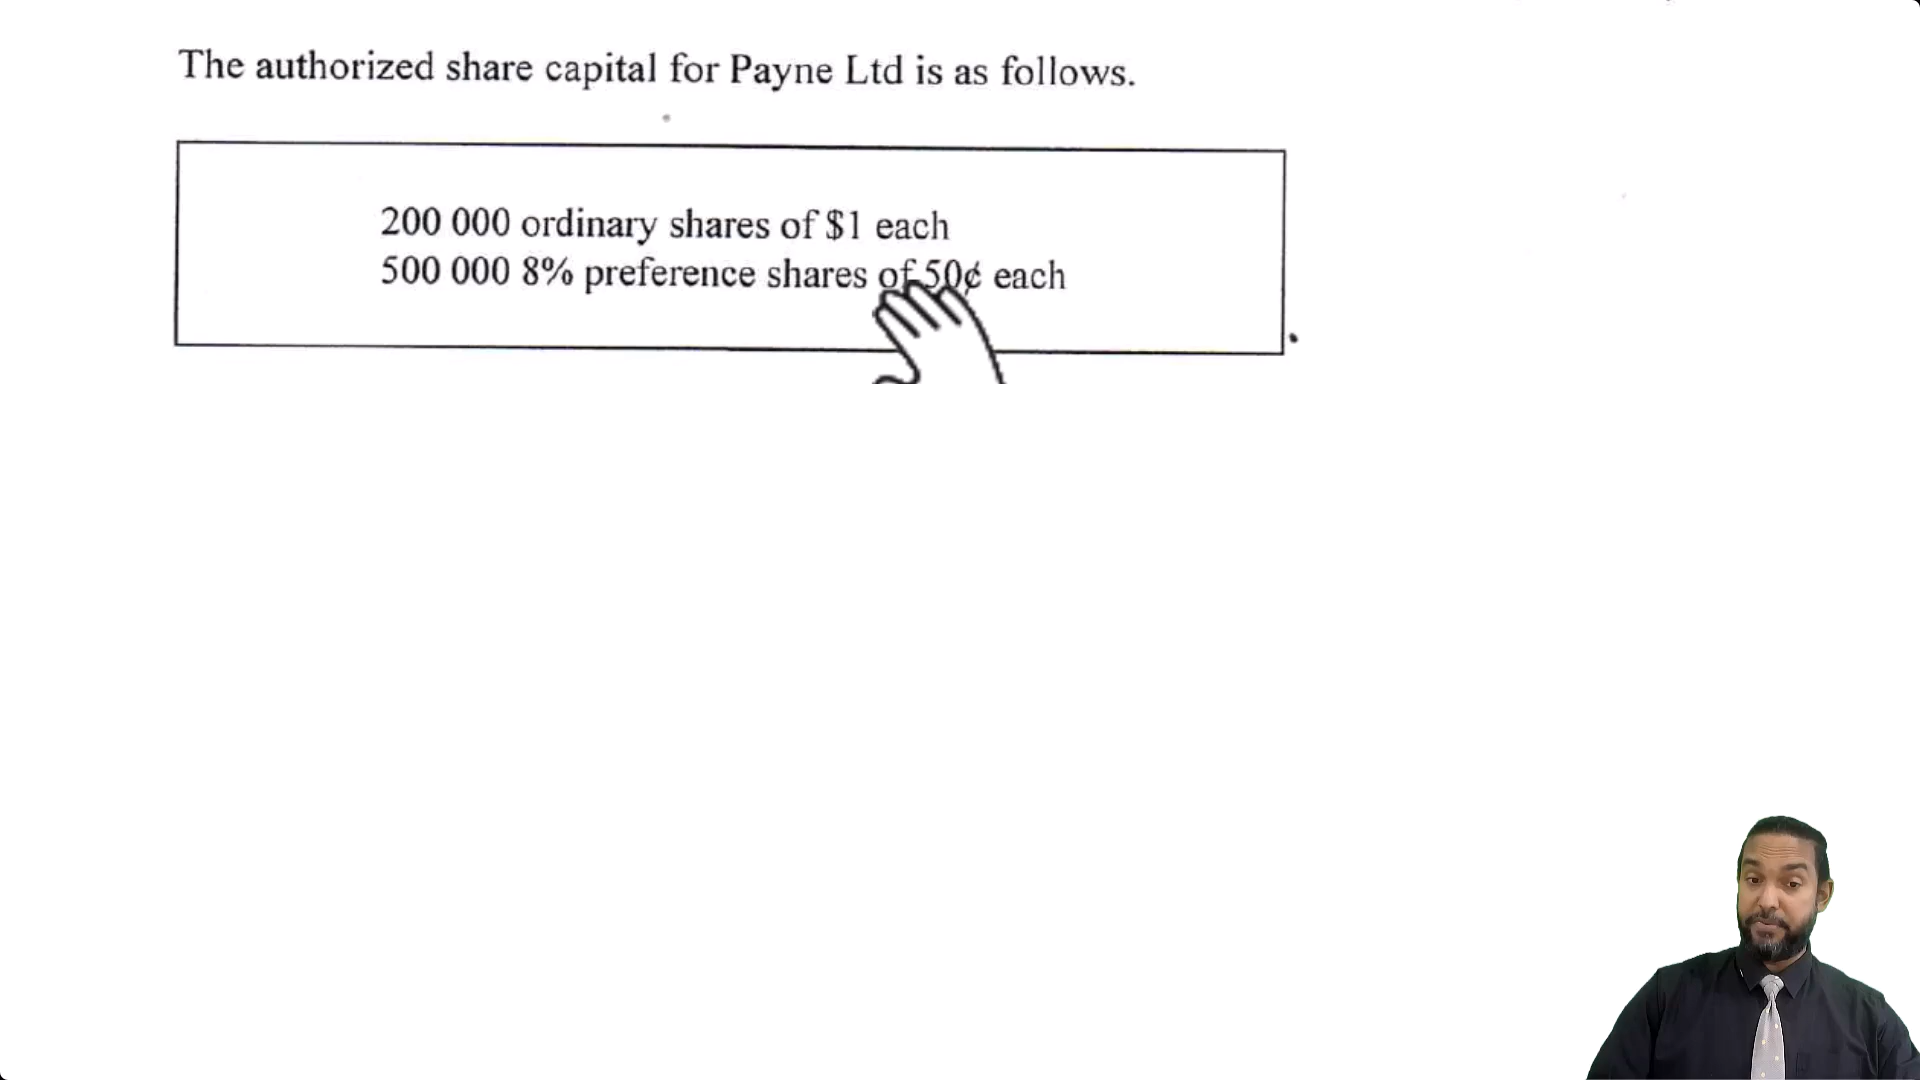 The authorized share capital for Payne Ltd is as follows.
200 000 ordinary shares of $1 each
500 000 8% preference shares of 50¢ each